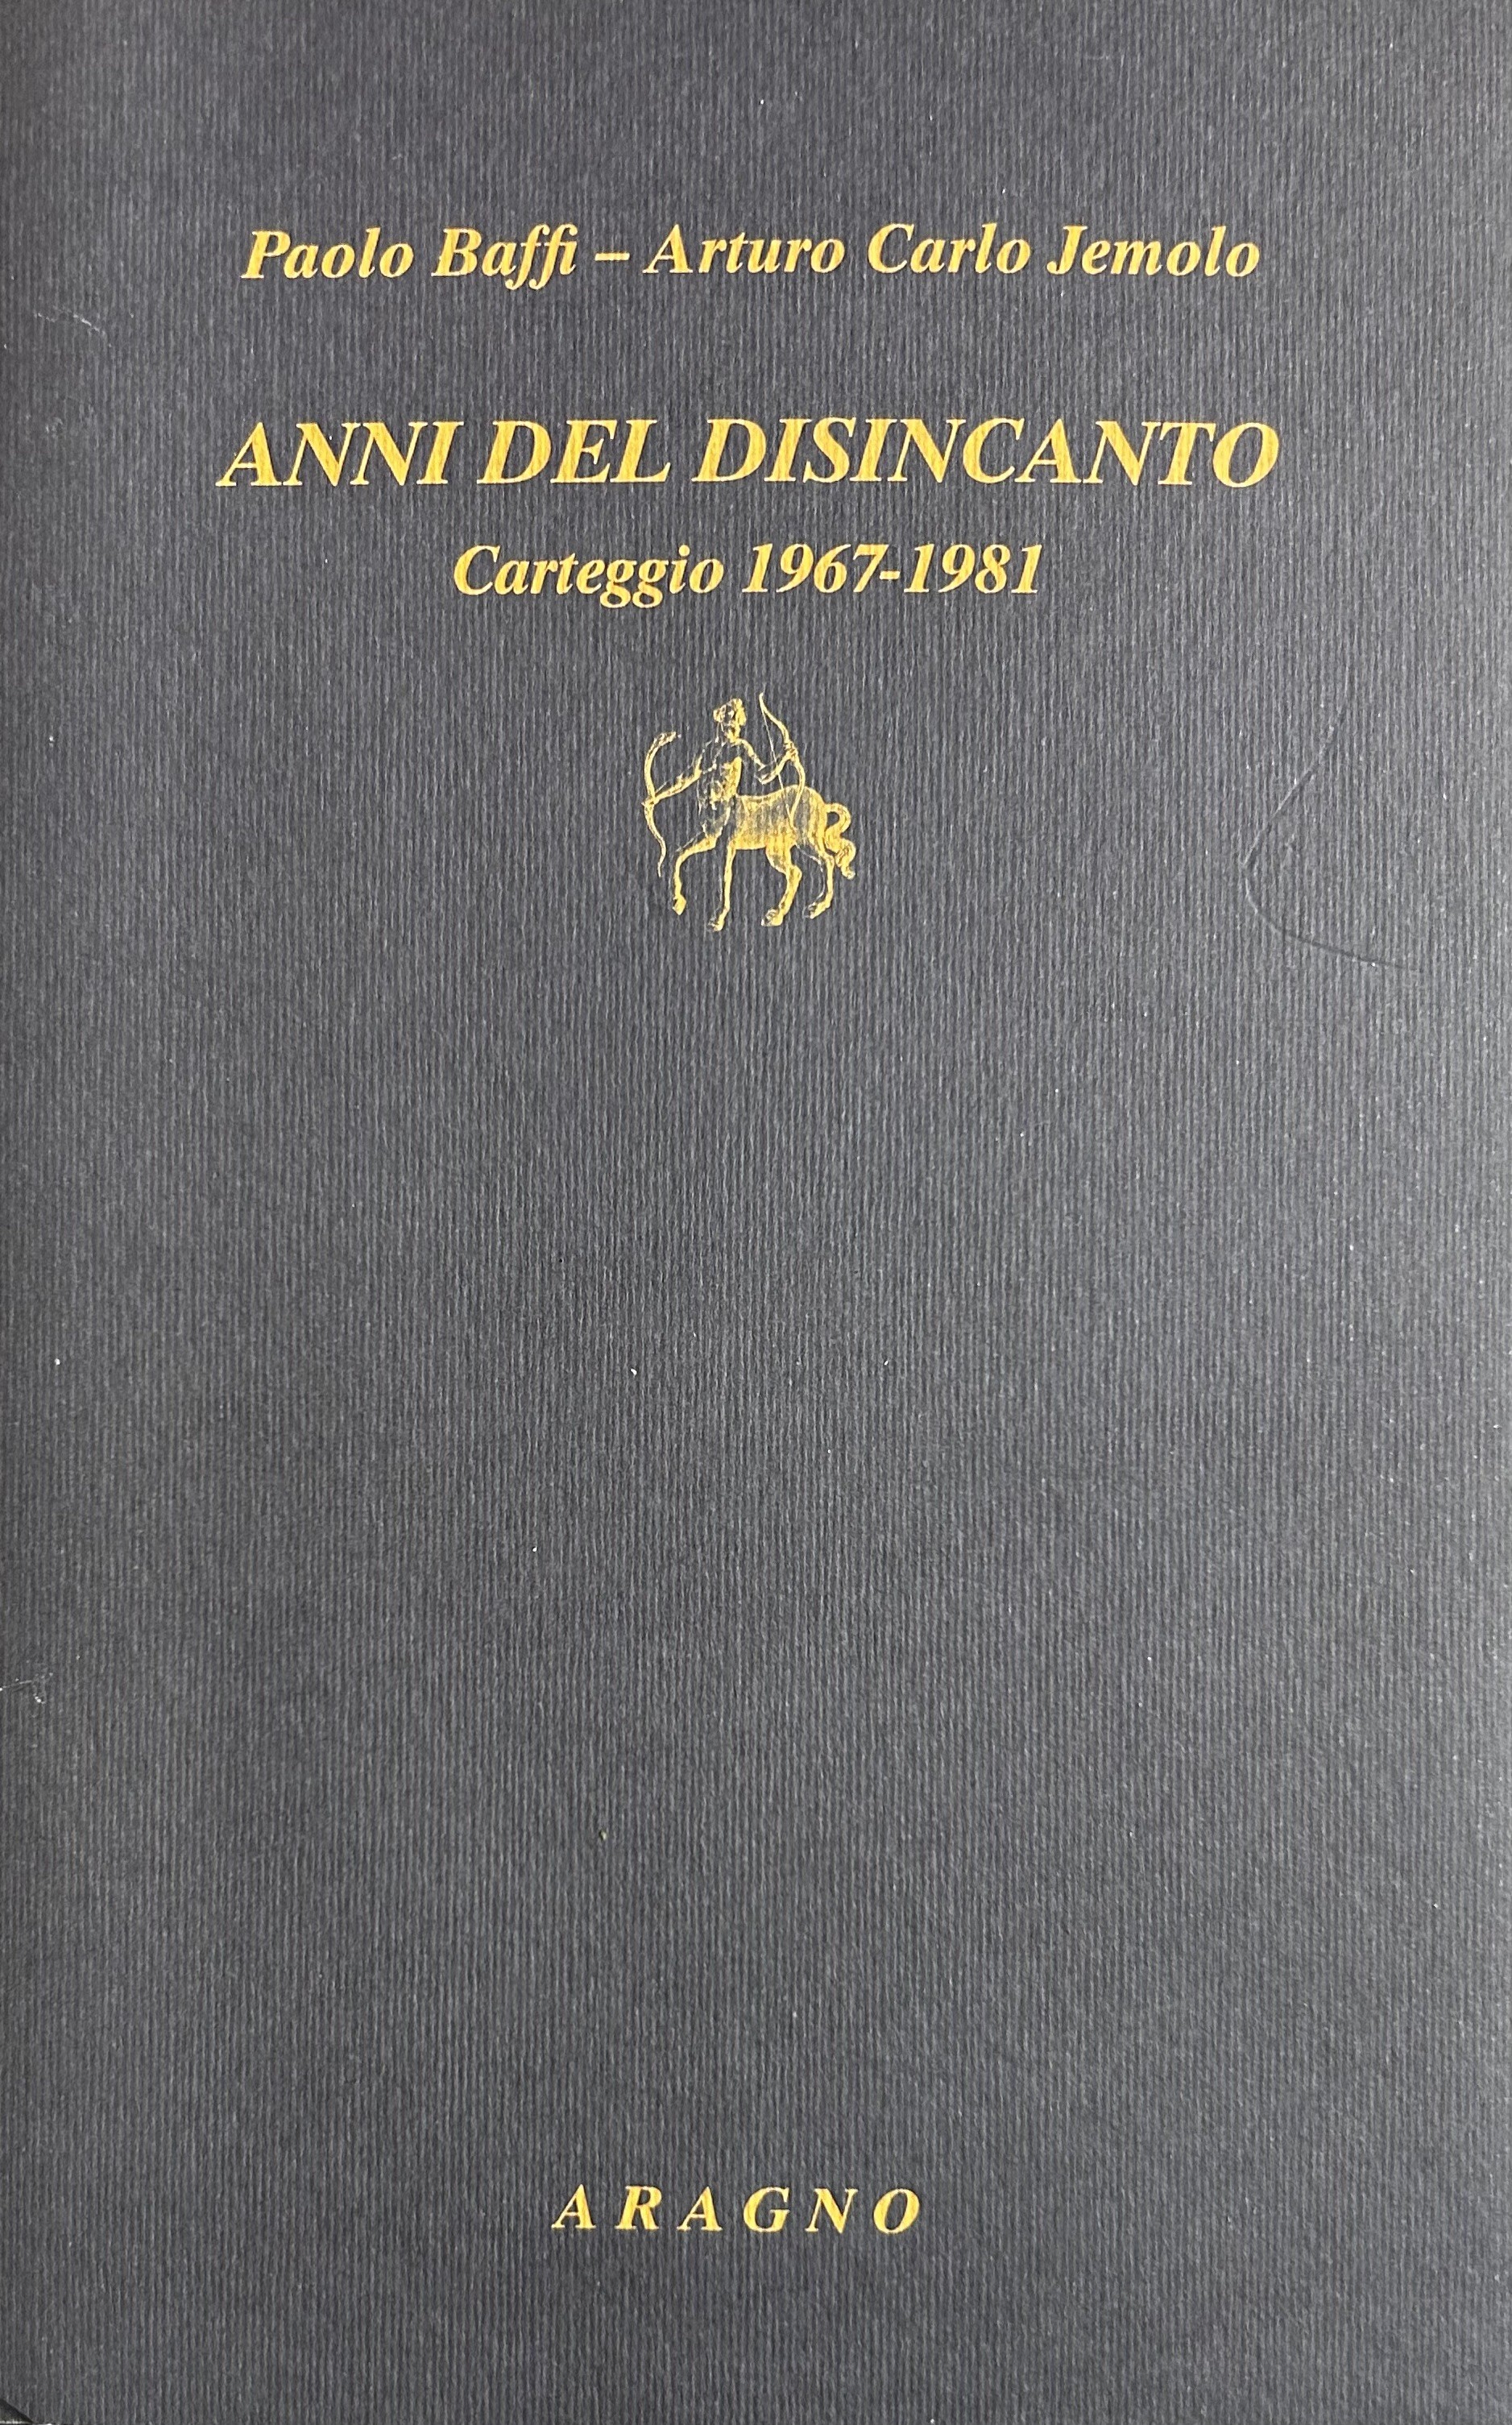 Paolo Baffi – Arturo Carlo Jemolo
ANNI DEL DISINCANTO
Carteggio 1967-1981
ARAGNO